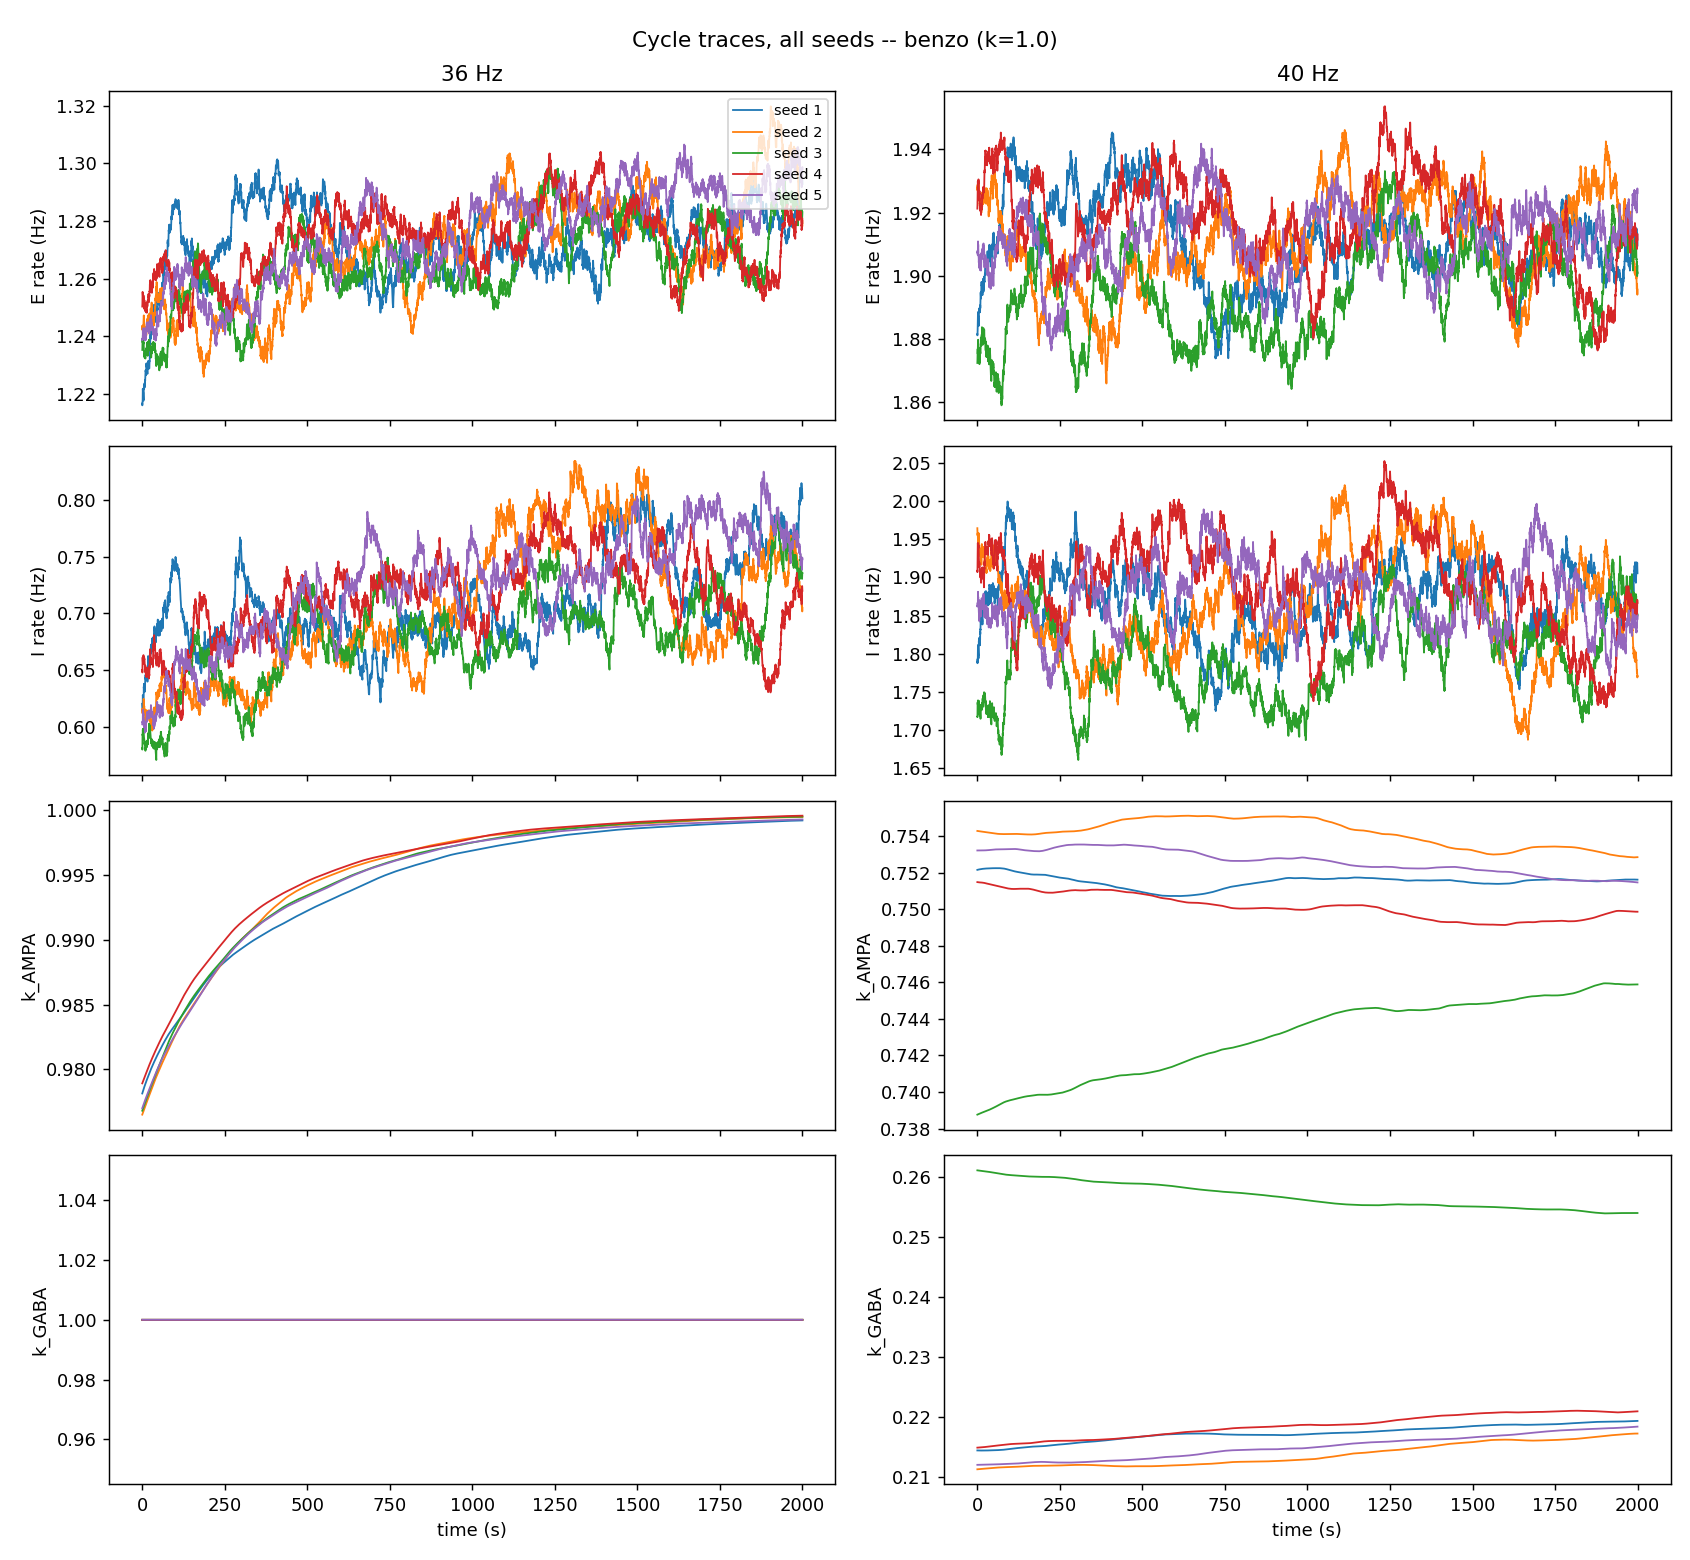 Cycle traces, all seeds -- benzo (k=1.0)
36 Hz
40 Hz
E rate (Hz)
1.32
1.30
1.28
1.26
1.24
1.22
seed 1
seed 2
seed 3
seed 4
seed 5
E rate (Hz)
1.94
1.92
1.90
1.88
1.86
I rate (Hz)
0.80
0.75
0.70
0.65
0.60
I rate (Hz)
2.05
2.00
1.95
1.90
1.85
1.80
1.75
1.70
1.65
k_AMPA
1.000
0.995
0.990
0.985
0.980
k_AMPA
0.754
0.752
0.750
0.748
0.746
0.744
0.742
0.740
0.738
k_GABA
1.04
1.02
1.00
0.98
0.96
0 250 500 750 1000 1250 1500 1750 2000
time (s)
k_GABA
0.26
0.25
0.24
0.23
0.22
0.21
0 250 500 750 1000 1250 1500 1750 2000
time (s)